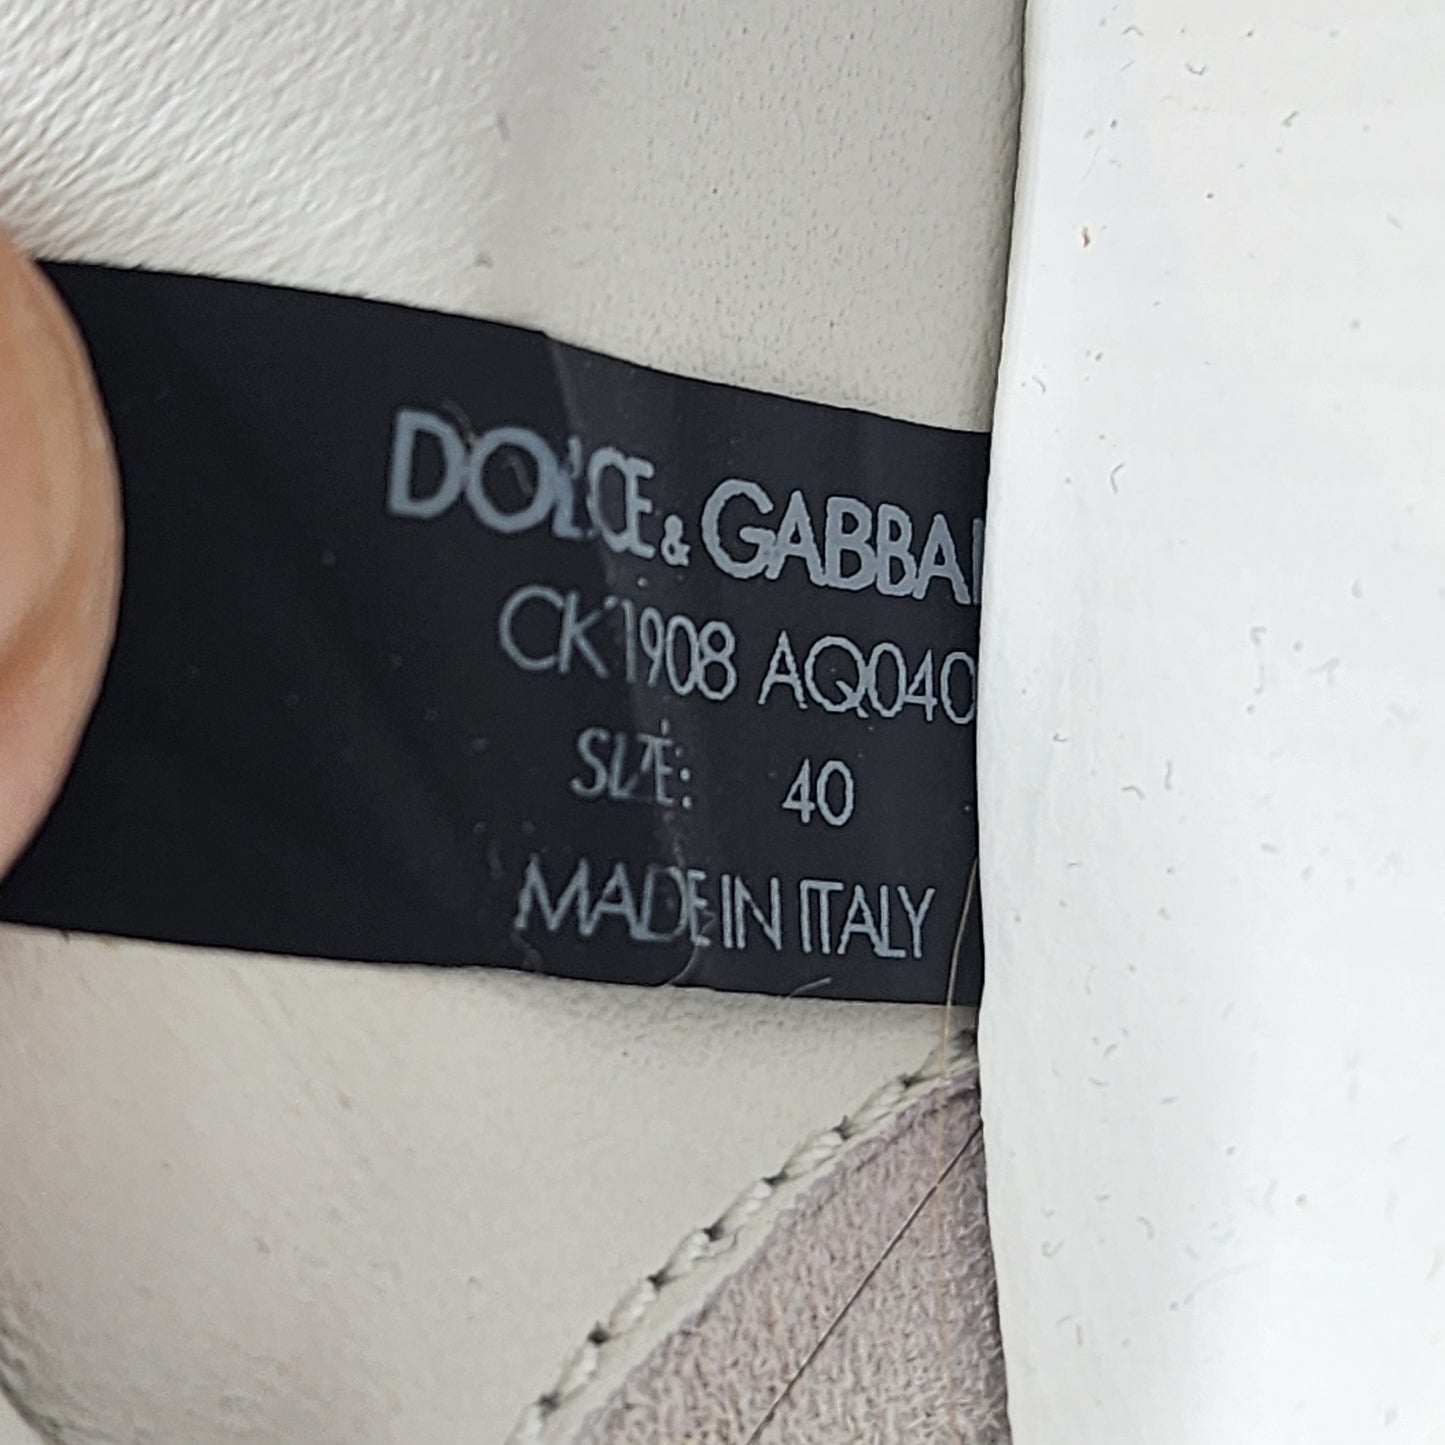 DOLCE & GABBA
CK1908 AQ040
SIZE: 40
MADE IN ITALY